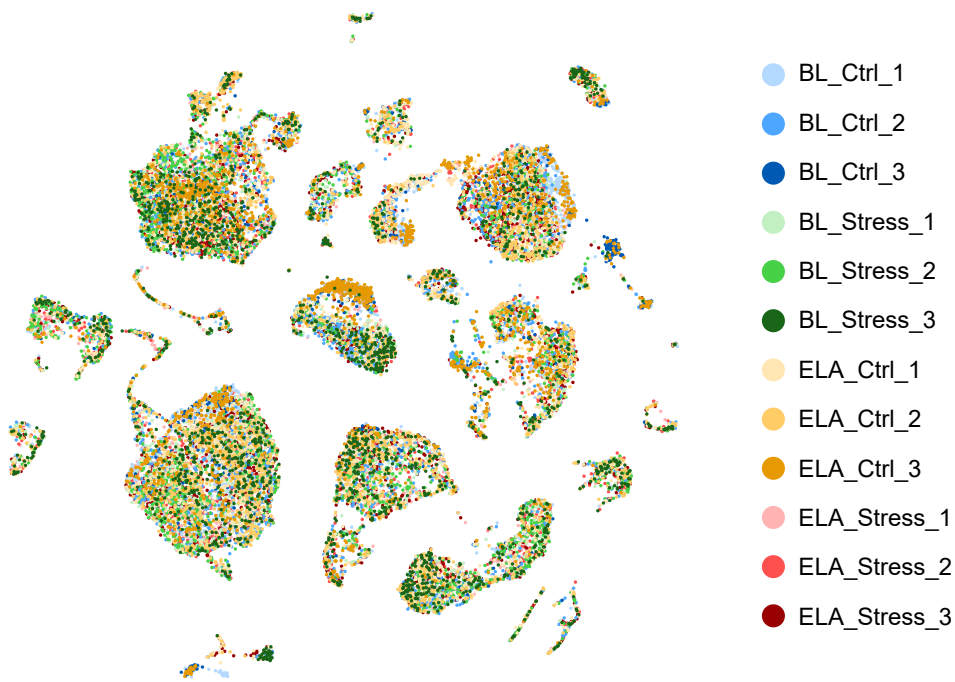 BL_Ctrl_1
BL_Ctrl_2
BL_Ctrl_3
BL_Stress_1
BL_Stress_2
BL_Stress_3
ELA_Ctrl_1
ELA_Ctrl_2
ELA_Ctrl_3
ELA_Stress_1
ELA_Stress_2
ELA_Stress_3